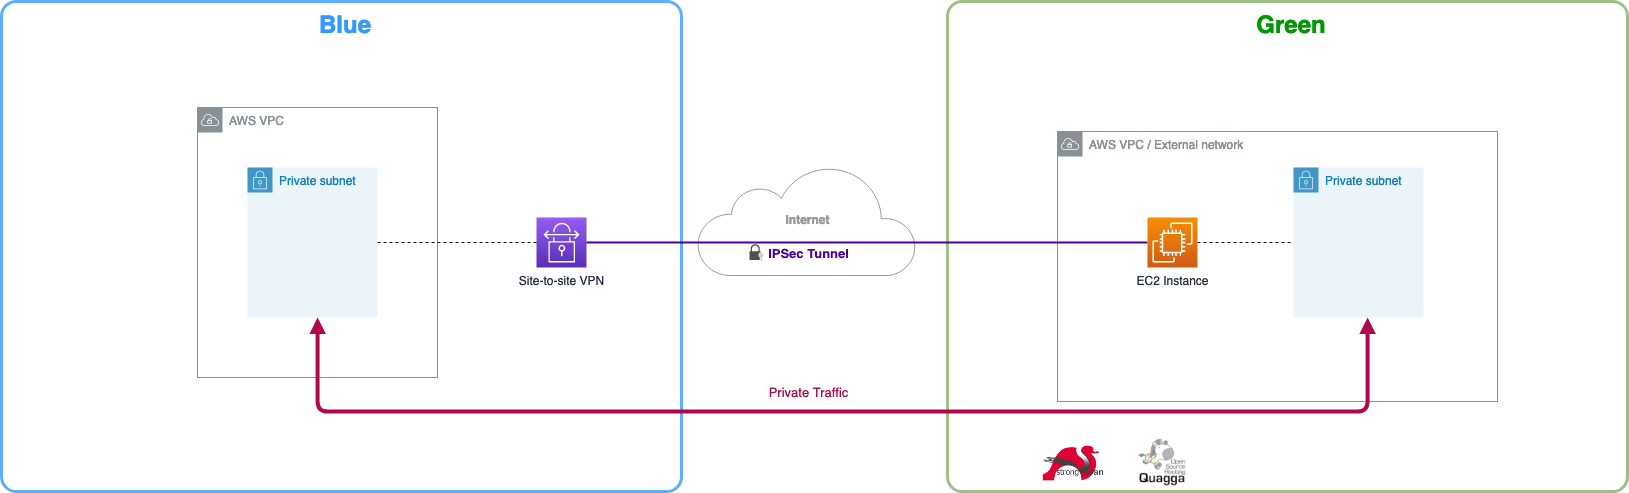 Blue
Green
AWS VPC
AWS VPC / External network
Private subnet
Private subnet
Internet
IPSec Tunnel
Site-to-site VPN
EC2 Instance
Private Traffic
Open
Source
Routing
Quagga